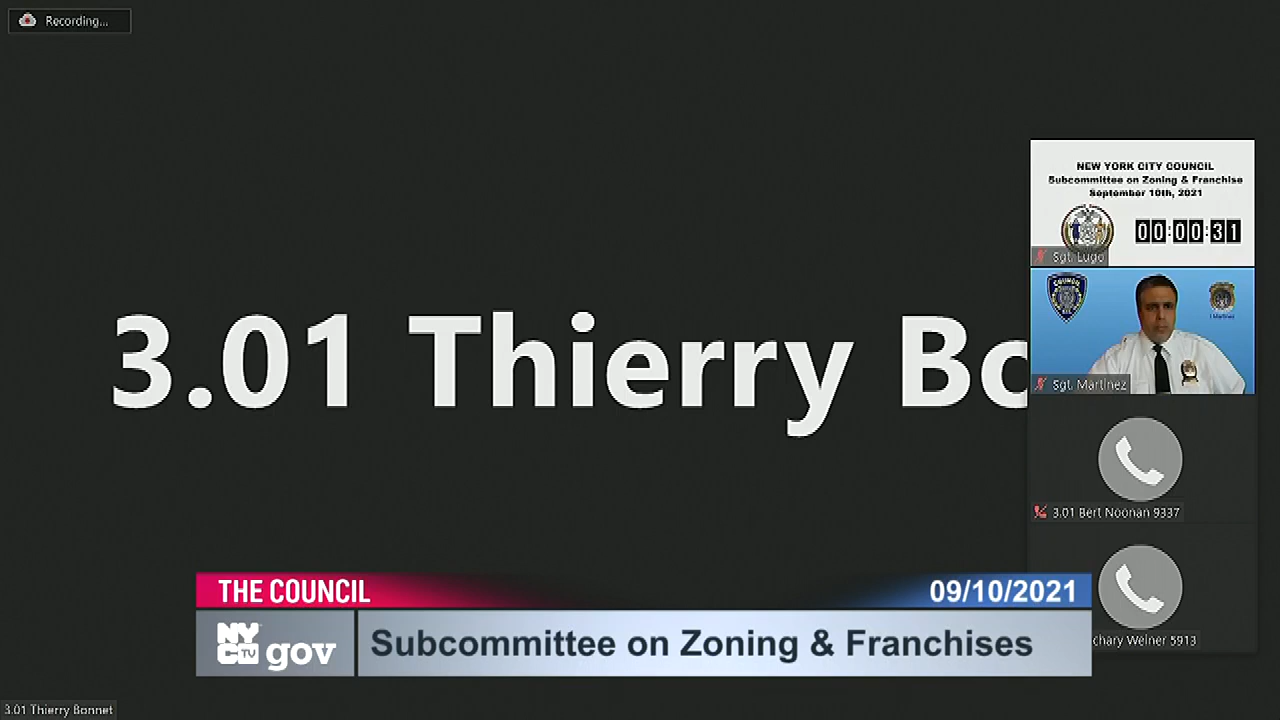 Recording...
NEW YORK CITY COUNCIL
Subcommittee on Zoning & Franchise
September 10th, 2021
00:00:31
Sgt. Lugo
COUNCIL
Sgt. Martinez
3.01 Thierry Bo
3.01 Bert Noonan 9337
chary Weiner 5913
THE COUNCIL
09/10/2021
NYC TV gov
Subcommittee on Zoning & Franchises
3.01 Thierry Bonnet